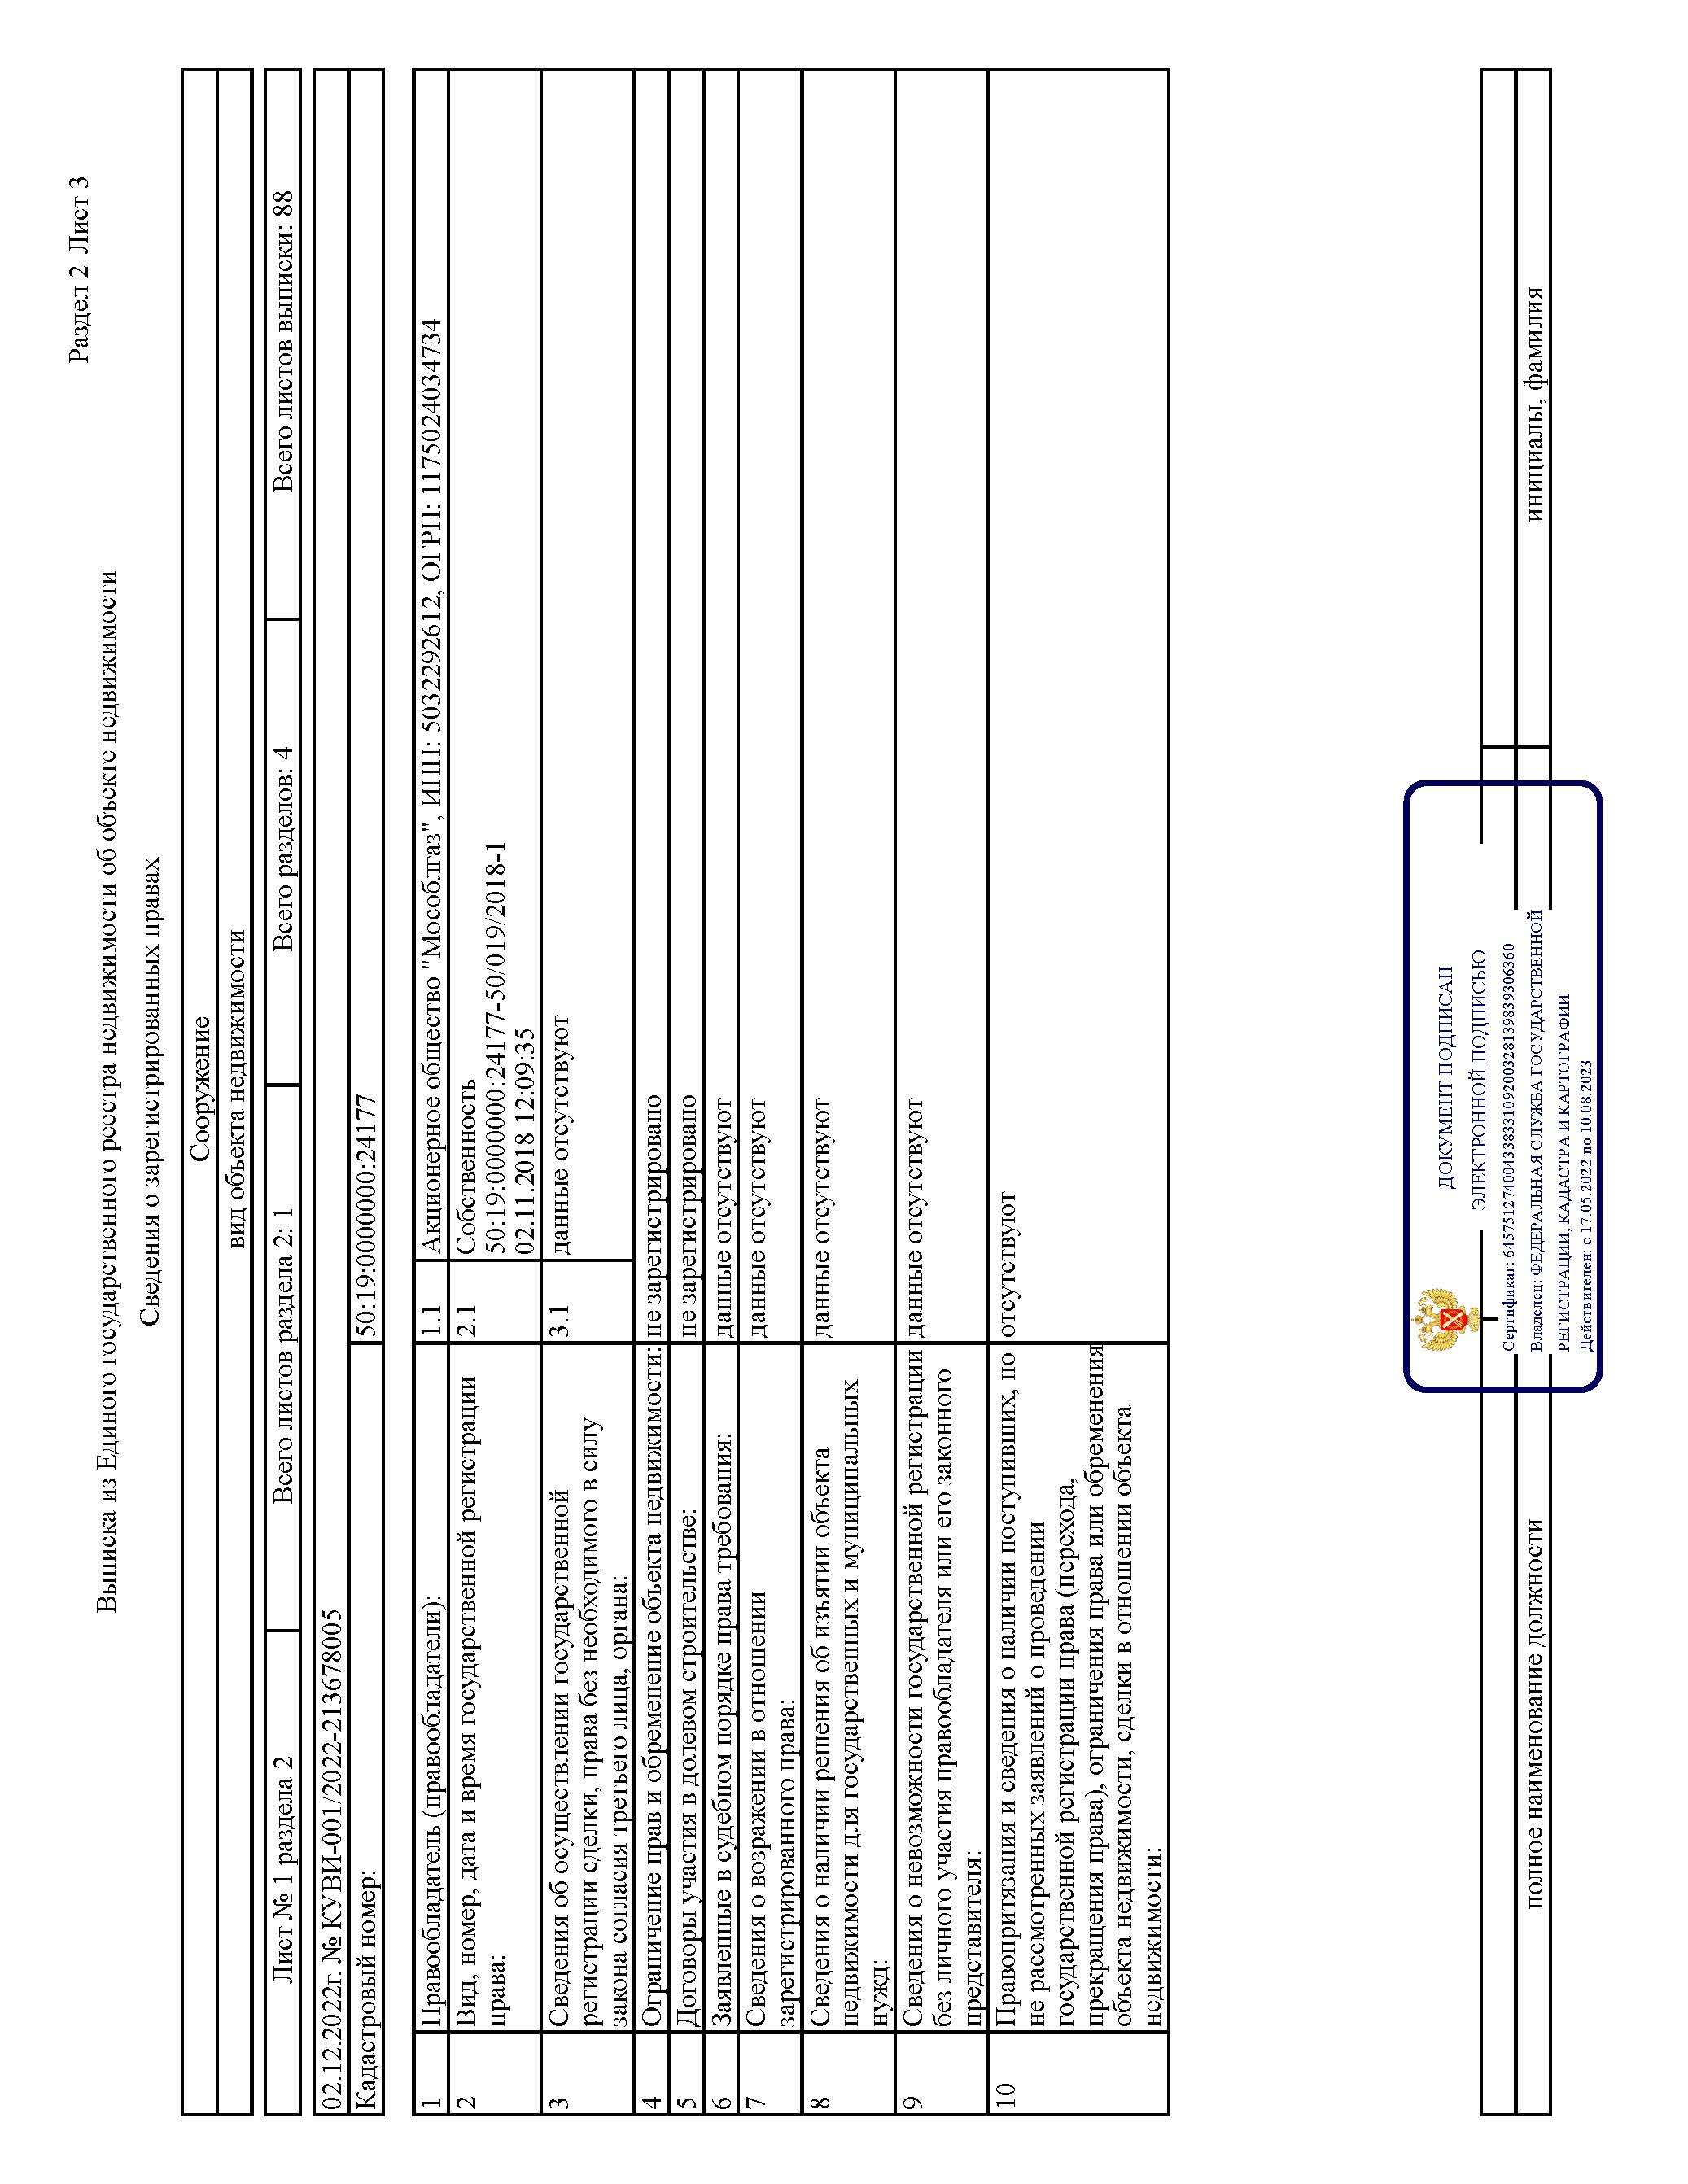 Раздел 2 Лист 3
Выписка из Единого государственного реестра недвижимости об объекте недвижимости
Сведения о зарегистрированных правах
Сооружение
вид объекта недвижимости
Лист № 1 раздела 2 Всего листов раздела 2: 1 Всего разделов: 4 Всего листов выписки: 88
02.12.2022г. № КУВИ-001/2022-213678005
Кадастровый номер: 50:19:0000000:24177
1 Правообладатель (правообладатели): 1.1 Акционерное общество "Мособлгаз", ИНН: 5032292612, ОГРН: 1175024034734
2 Вид, номер, дата и время государственной регистрации 2.1 Собственность
права: 50:19:0000000:24177-50/019/2018-1
02.11.2018 12:09:35
3 Сведения об осуществлении государственной 3.1 данные отсутствуют
регистрации сделки, права без необходимого в силу
закона согласия третьего лица, органа:
4 Ограничение прав и обременение объекта недвижимости: не зарегистрировано
5 Договоры участия в долевом строительстве: не зарегистрировано
6 Заявленные в судебном порядке права требования: данные отсутствуют
7 Сведения о возражении в отношении данные отсутствуют
зарегистрированного права:
8 Сведения о наличии решения об изъятии объекта данные отсутствуют
недвижимости для государственных и муниципальных
нужд:
9 Сведения о невозможности государственной регистрации данные отсутствуют
без личного участия правообладателя или его законного
представителя:
10 Правопритязания и сведения о наличии поступивших, но отсутствуют
не рассмотренных заявлений о проведении
государственной регистрации права (перехода,
прекращения права), ограничения права или обременения
объекта недвижимости, сделки в отношении объекта
недвижимости:
ДОКУМЕНТ ПОДПИСАН
ЭЛЕКТРОННОЙ ПОДПИСЬЮ
Сертификат: 64575127400433833109200328139839306360
Владелец: ФЕДЕРАЛЬНАЯ СЛУЖБА ГОСУДАРСТВЕННОЙ
РЕГИСТРАЦИИ, КАДАСТРА И КАРТОГРАФИИ
Действителен: с 17.05.2022 по 10.08.2023
полное наименование должности инициалы, фамилия